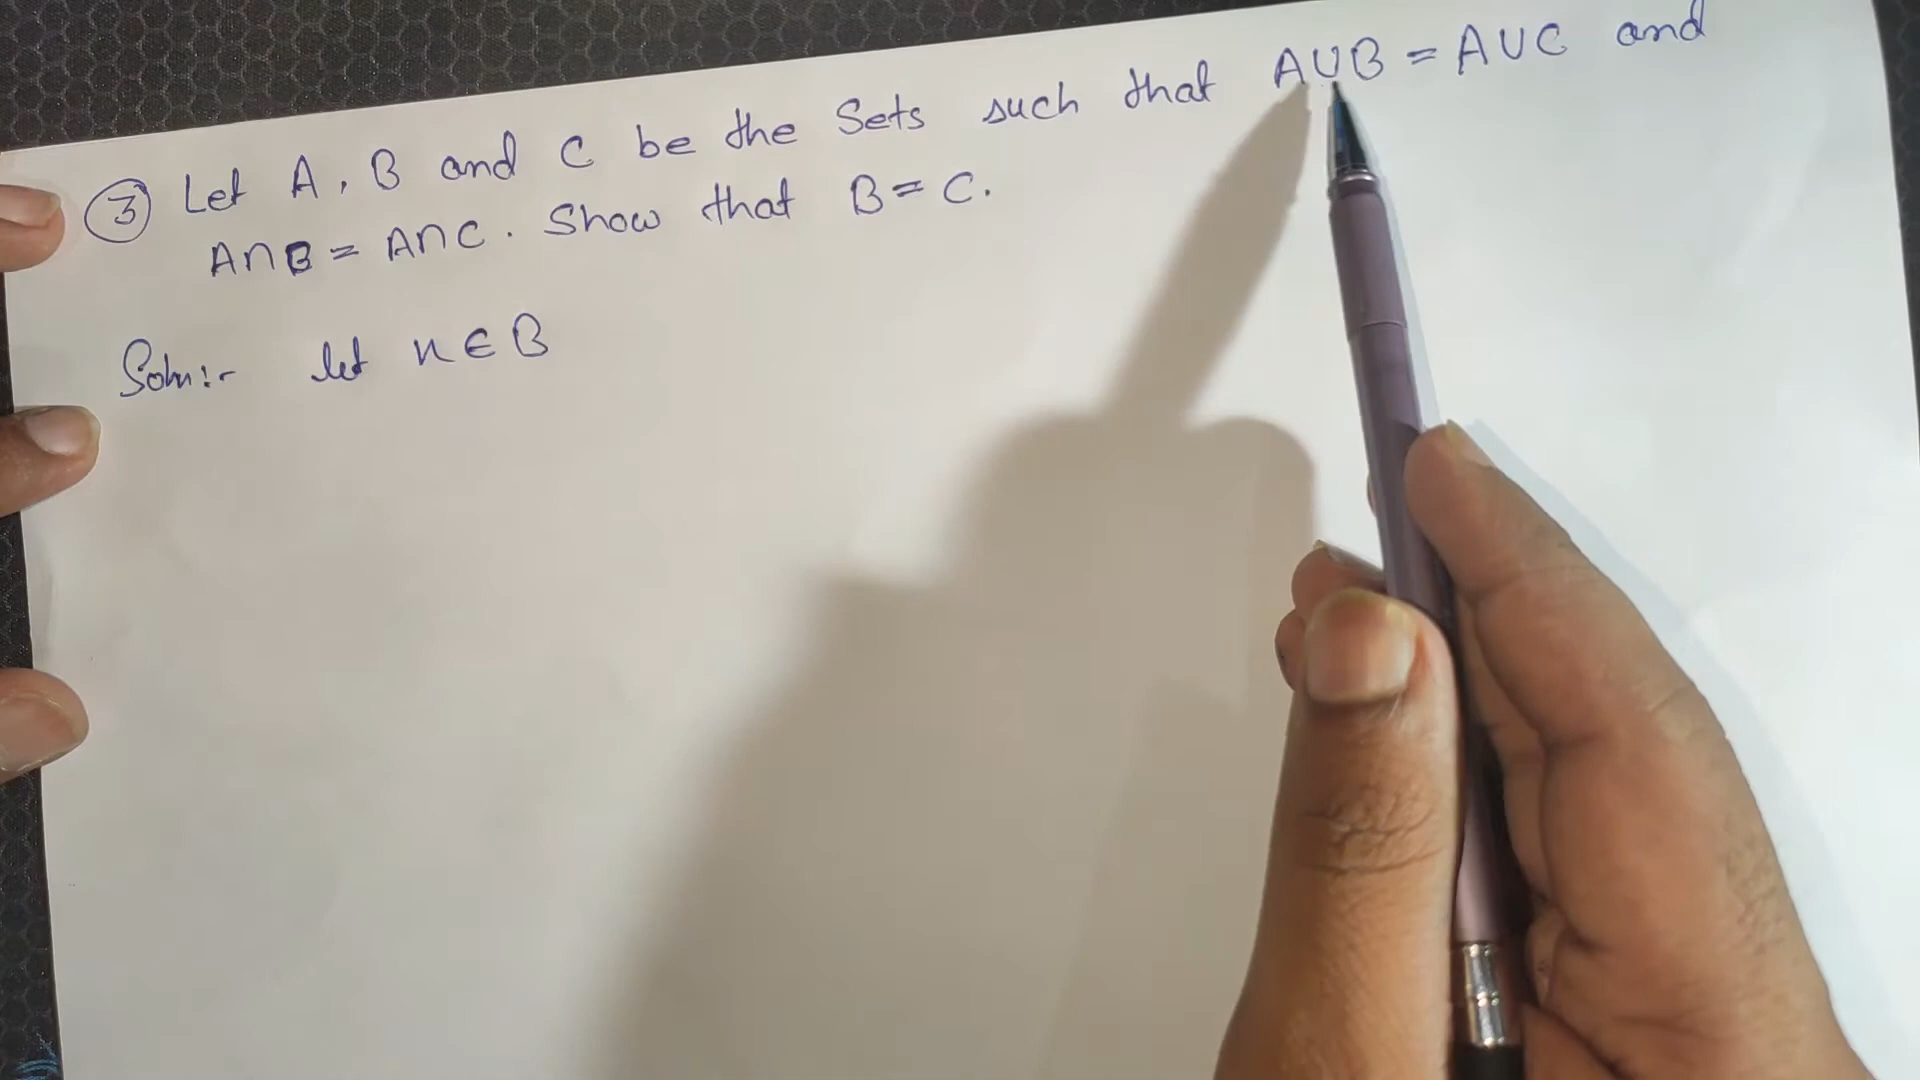 ③ Let A, B and C be the Sets such that A∪B = A∪C and
A∩B = A∩C. Show that B = C.
Soln:- let x ∈ B